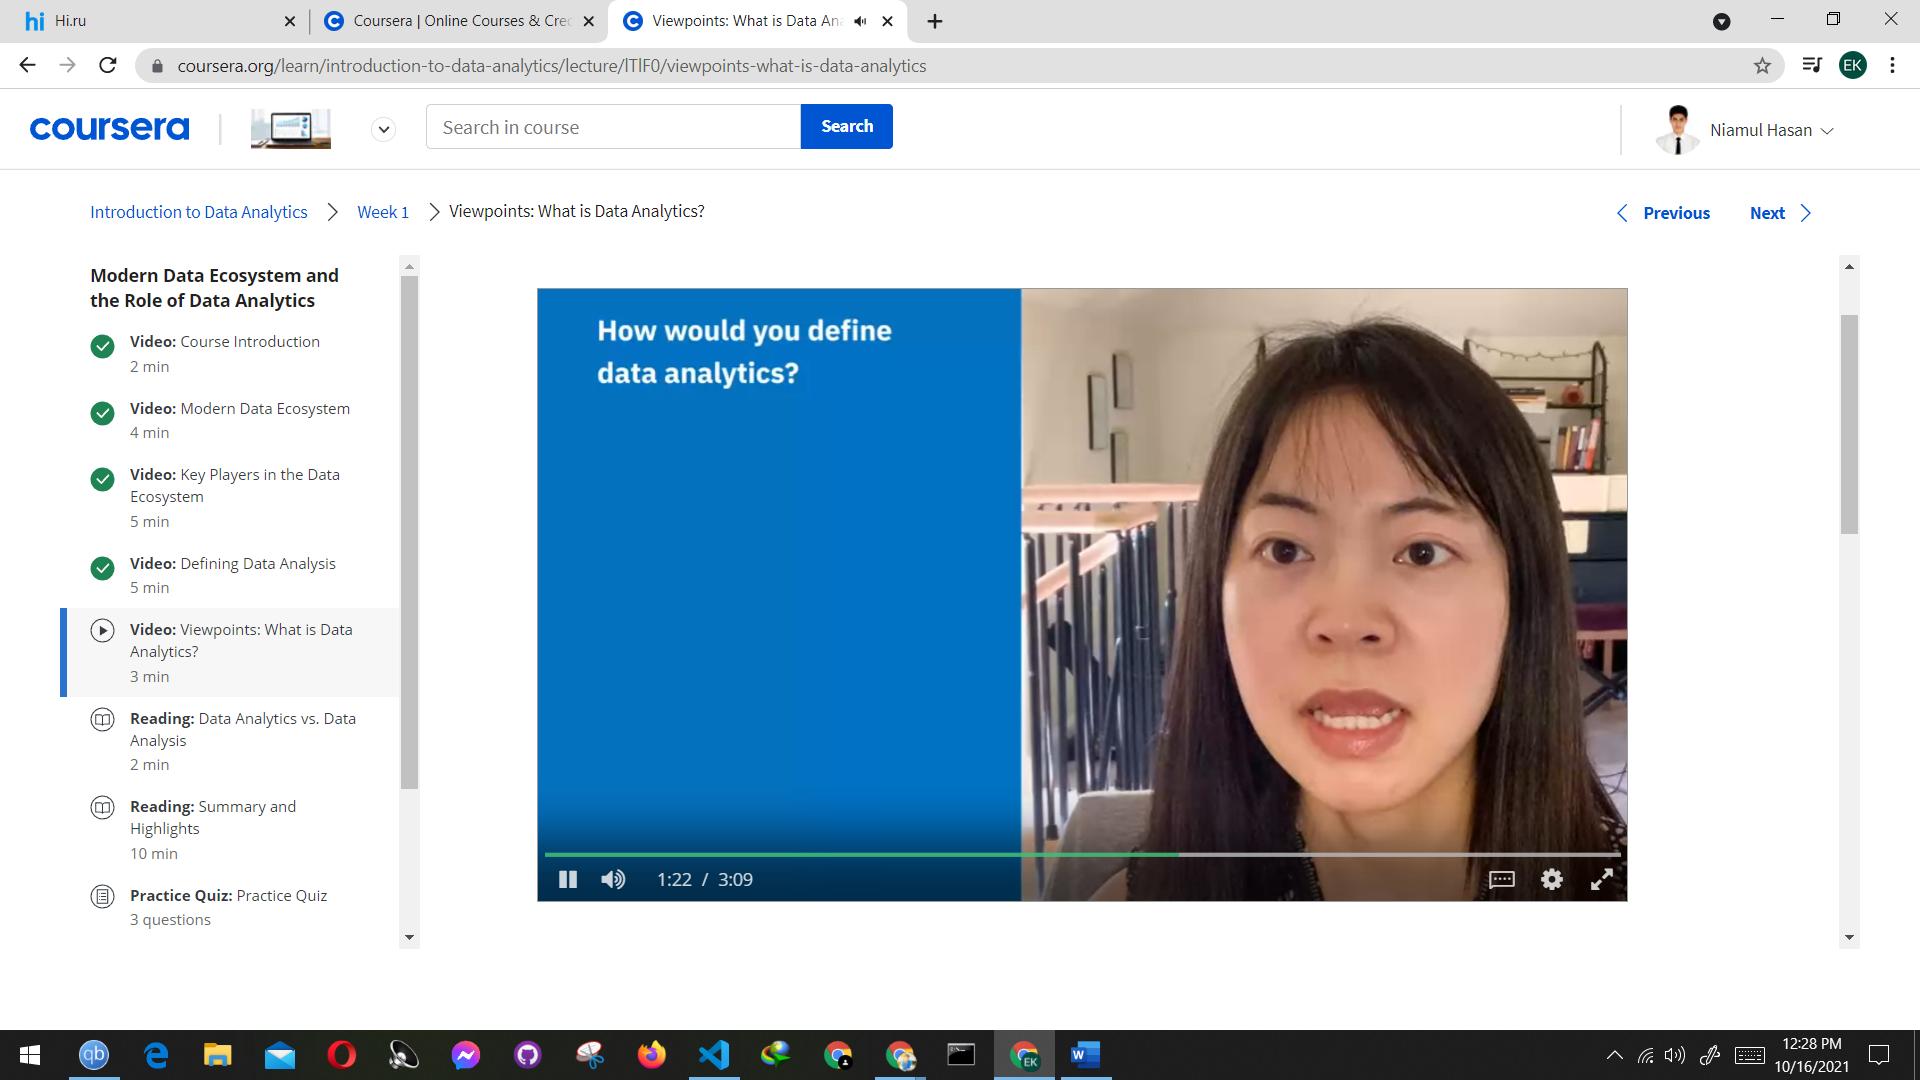 hi Hi.ru
Coursera | Online Courses & Cre
Viewpoints: What is Data An
coursera.org/learn/introduction-to-data-analytics/lecture/lTlF0/viewpoints-what-is-data-analytics
EK
coursera
Search in course
Search
Niamul Hasan
Introduction to Data Analytics
Week 1
Viewpoints: What is Data Analytics?
Previous
Next
Modern Data Ecosystem and
the Role of Data Analytics
Video: Course Introduction
2 min
Video: Modern Data Ecosystem
4 min
Video: Key Players in the Data
Ecosystem
5 min
Video: Defining Data Analysis
5 min
Video: Viewpoints: What is Data
Analytics?
3 min
Reading: Data Analytics vs. Data
Analysis
2 min
Reading: Summary and
Highlights
10 min
Practice Quiz: Practice Quiz
3 questions
How would you define
data analytics?
1:22 / 3:09
qb
EK
W
12:28 PM
10/16/2021